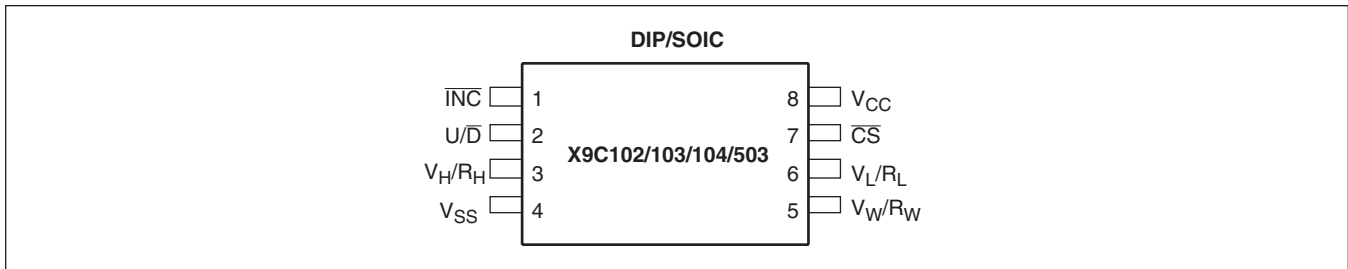 DIP/SOIC
INC 1 8 VCC
U/D 2 7 CS
X9C102/103/104/503
VH/RH 3 6 VL/RL
VSS 4 5 VW/RW